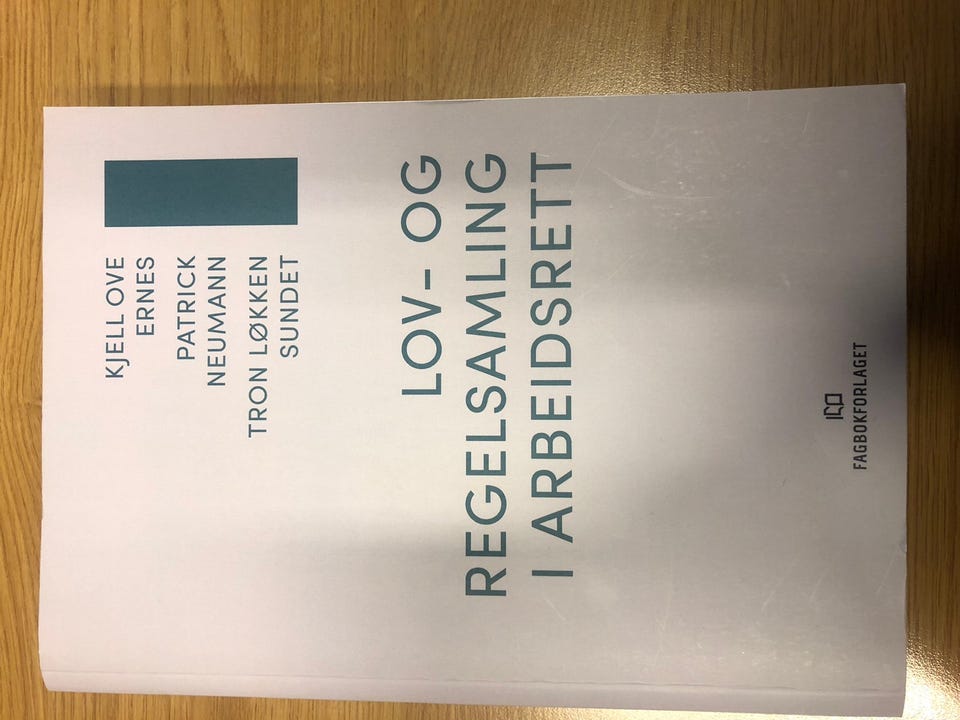 KJELL OVE
ERNES
PATRICK
NEUMANN
TRON LØKKEN
SUNDET
LOV- OG
REGELSAMLING
I ARBEIDSRETT
FAGBOKFORLAGET